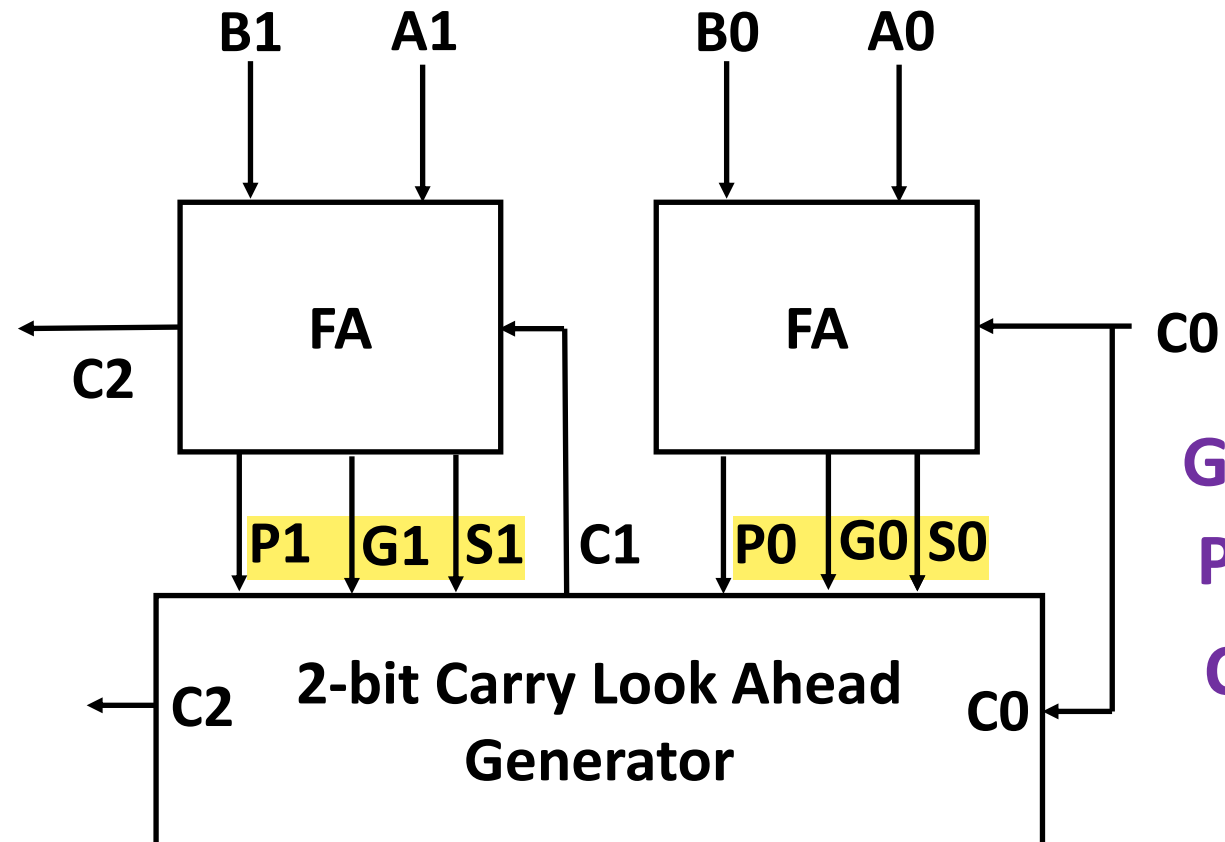 B1 A1 B0 A0
FA FA
C0
C2
G
P1 G1 S1 C1 P0 G0 S0
P
2-bit Carry Look Ahead
C2 C0
Generator